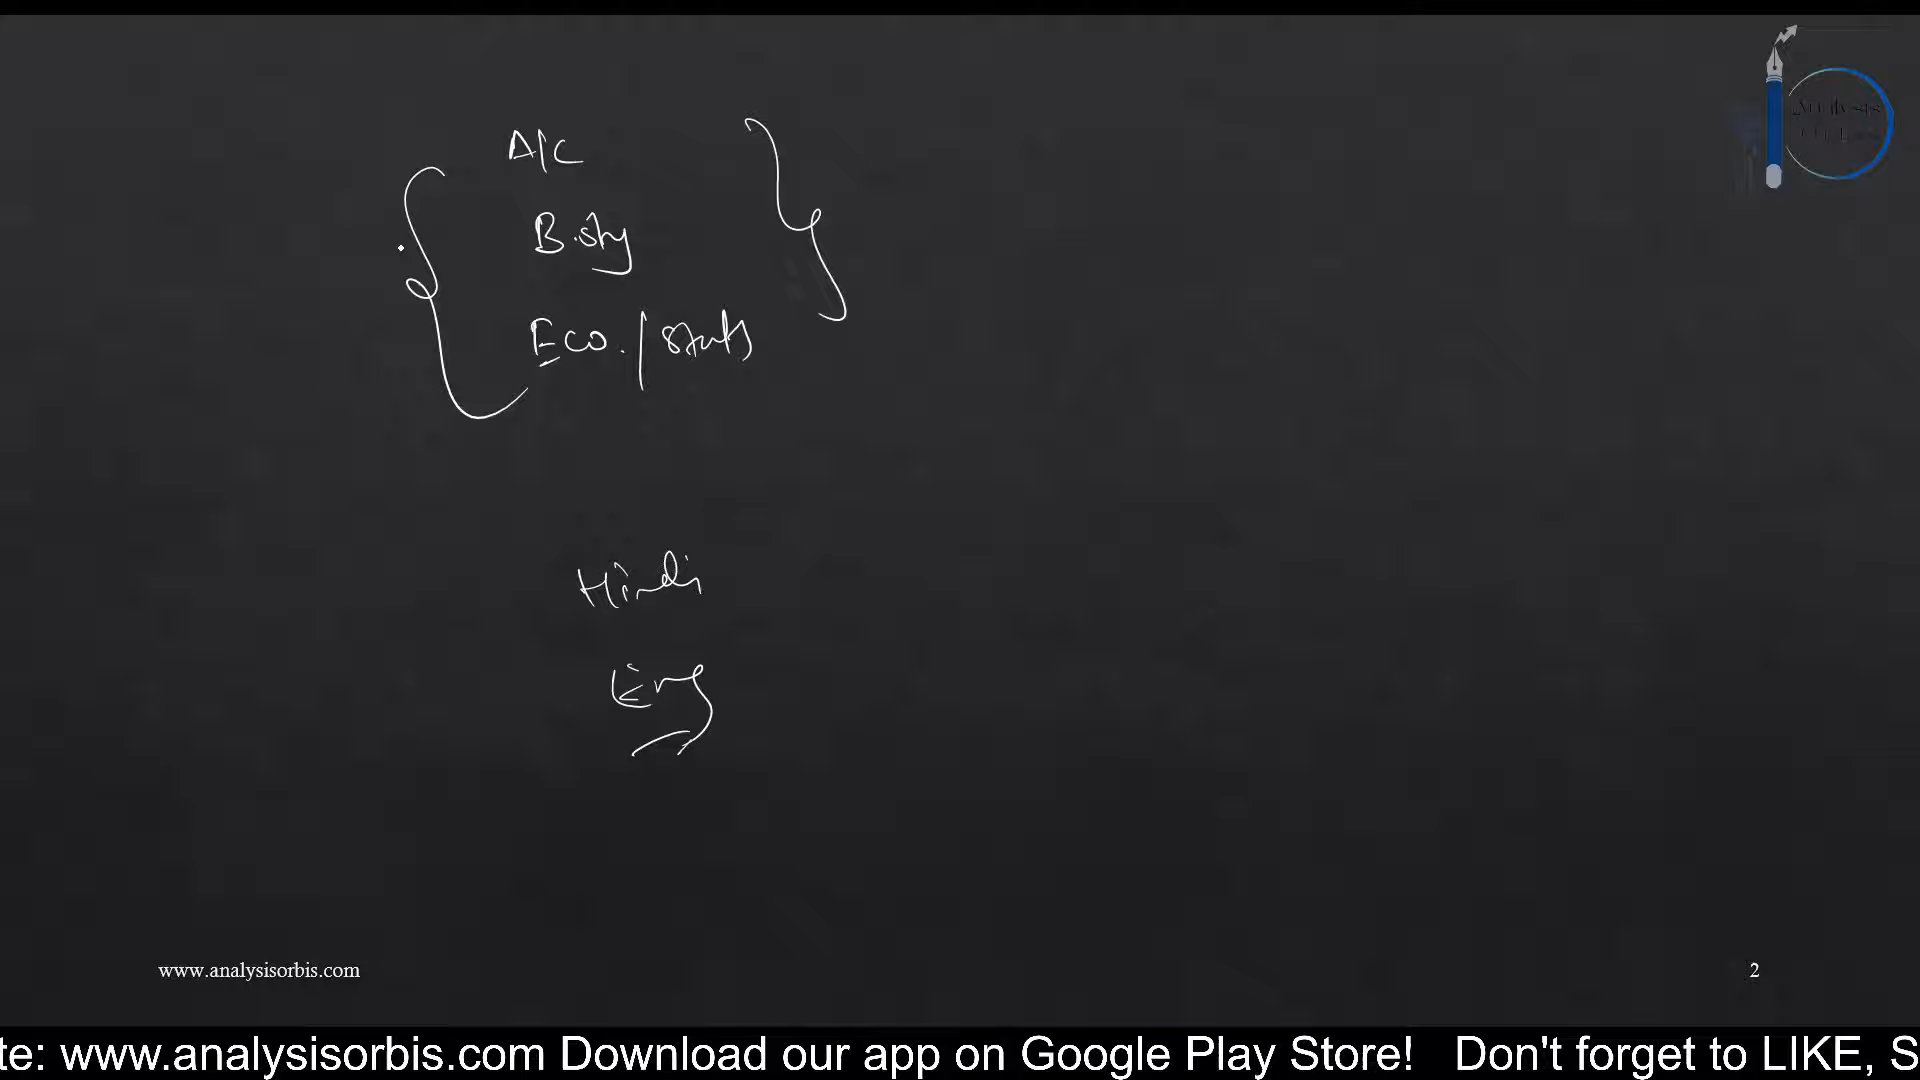 Analysis
A/C
B.Sty
Eco./Stats
Hindi
Eng
www.analysisorbis.com
2
te: www.analysisorbis.com Download our app on Google Play Store! Don't forget to LIKE, S